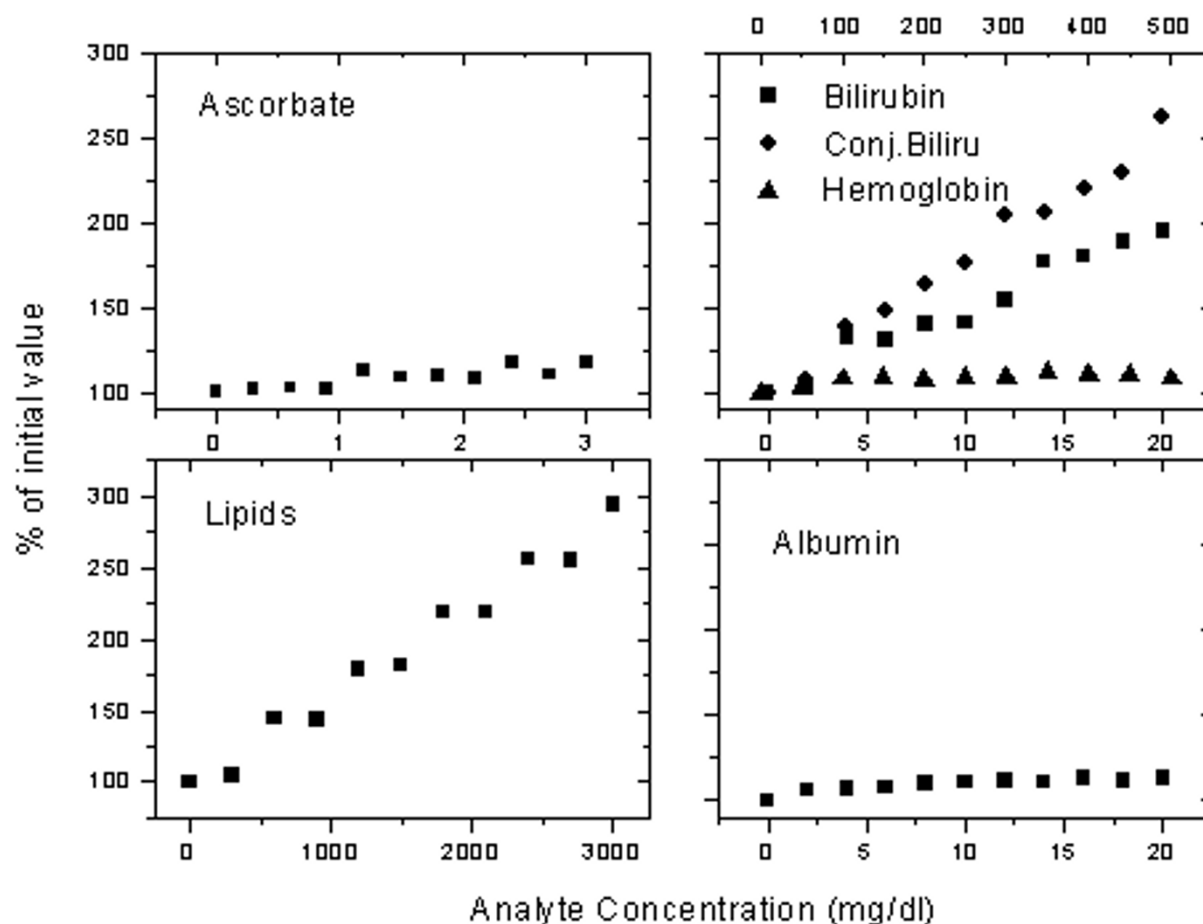 0 100 200 300 400 500
300
250
200
150
100
Ascorbate
0 1 2 3
Bilirubin
Conj.Biliru
Hemoglobin
0 5 10 15 20
% of initial value
300
250
200
150
100
Lipids
0 1000 2000 3000
Albumin
0 5 10 15 20
Analyte Concentration (mg/dl)